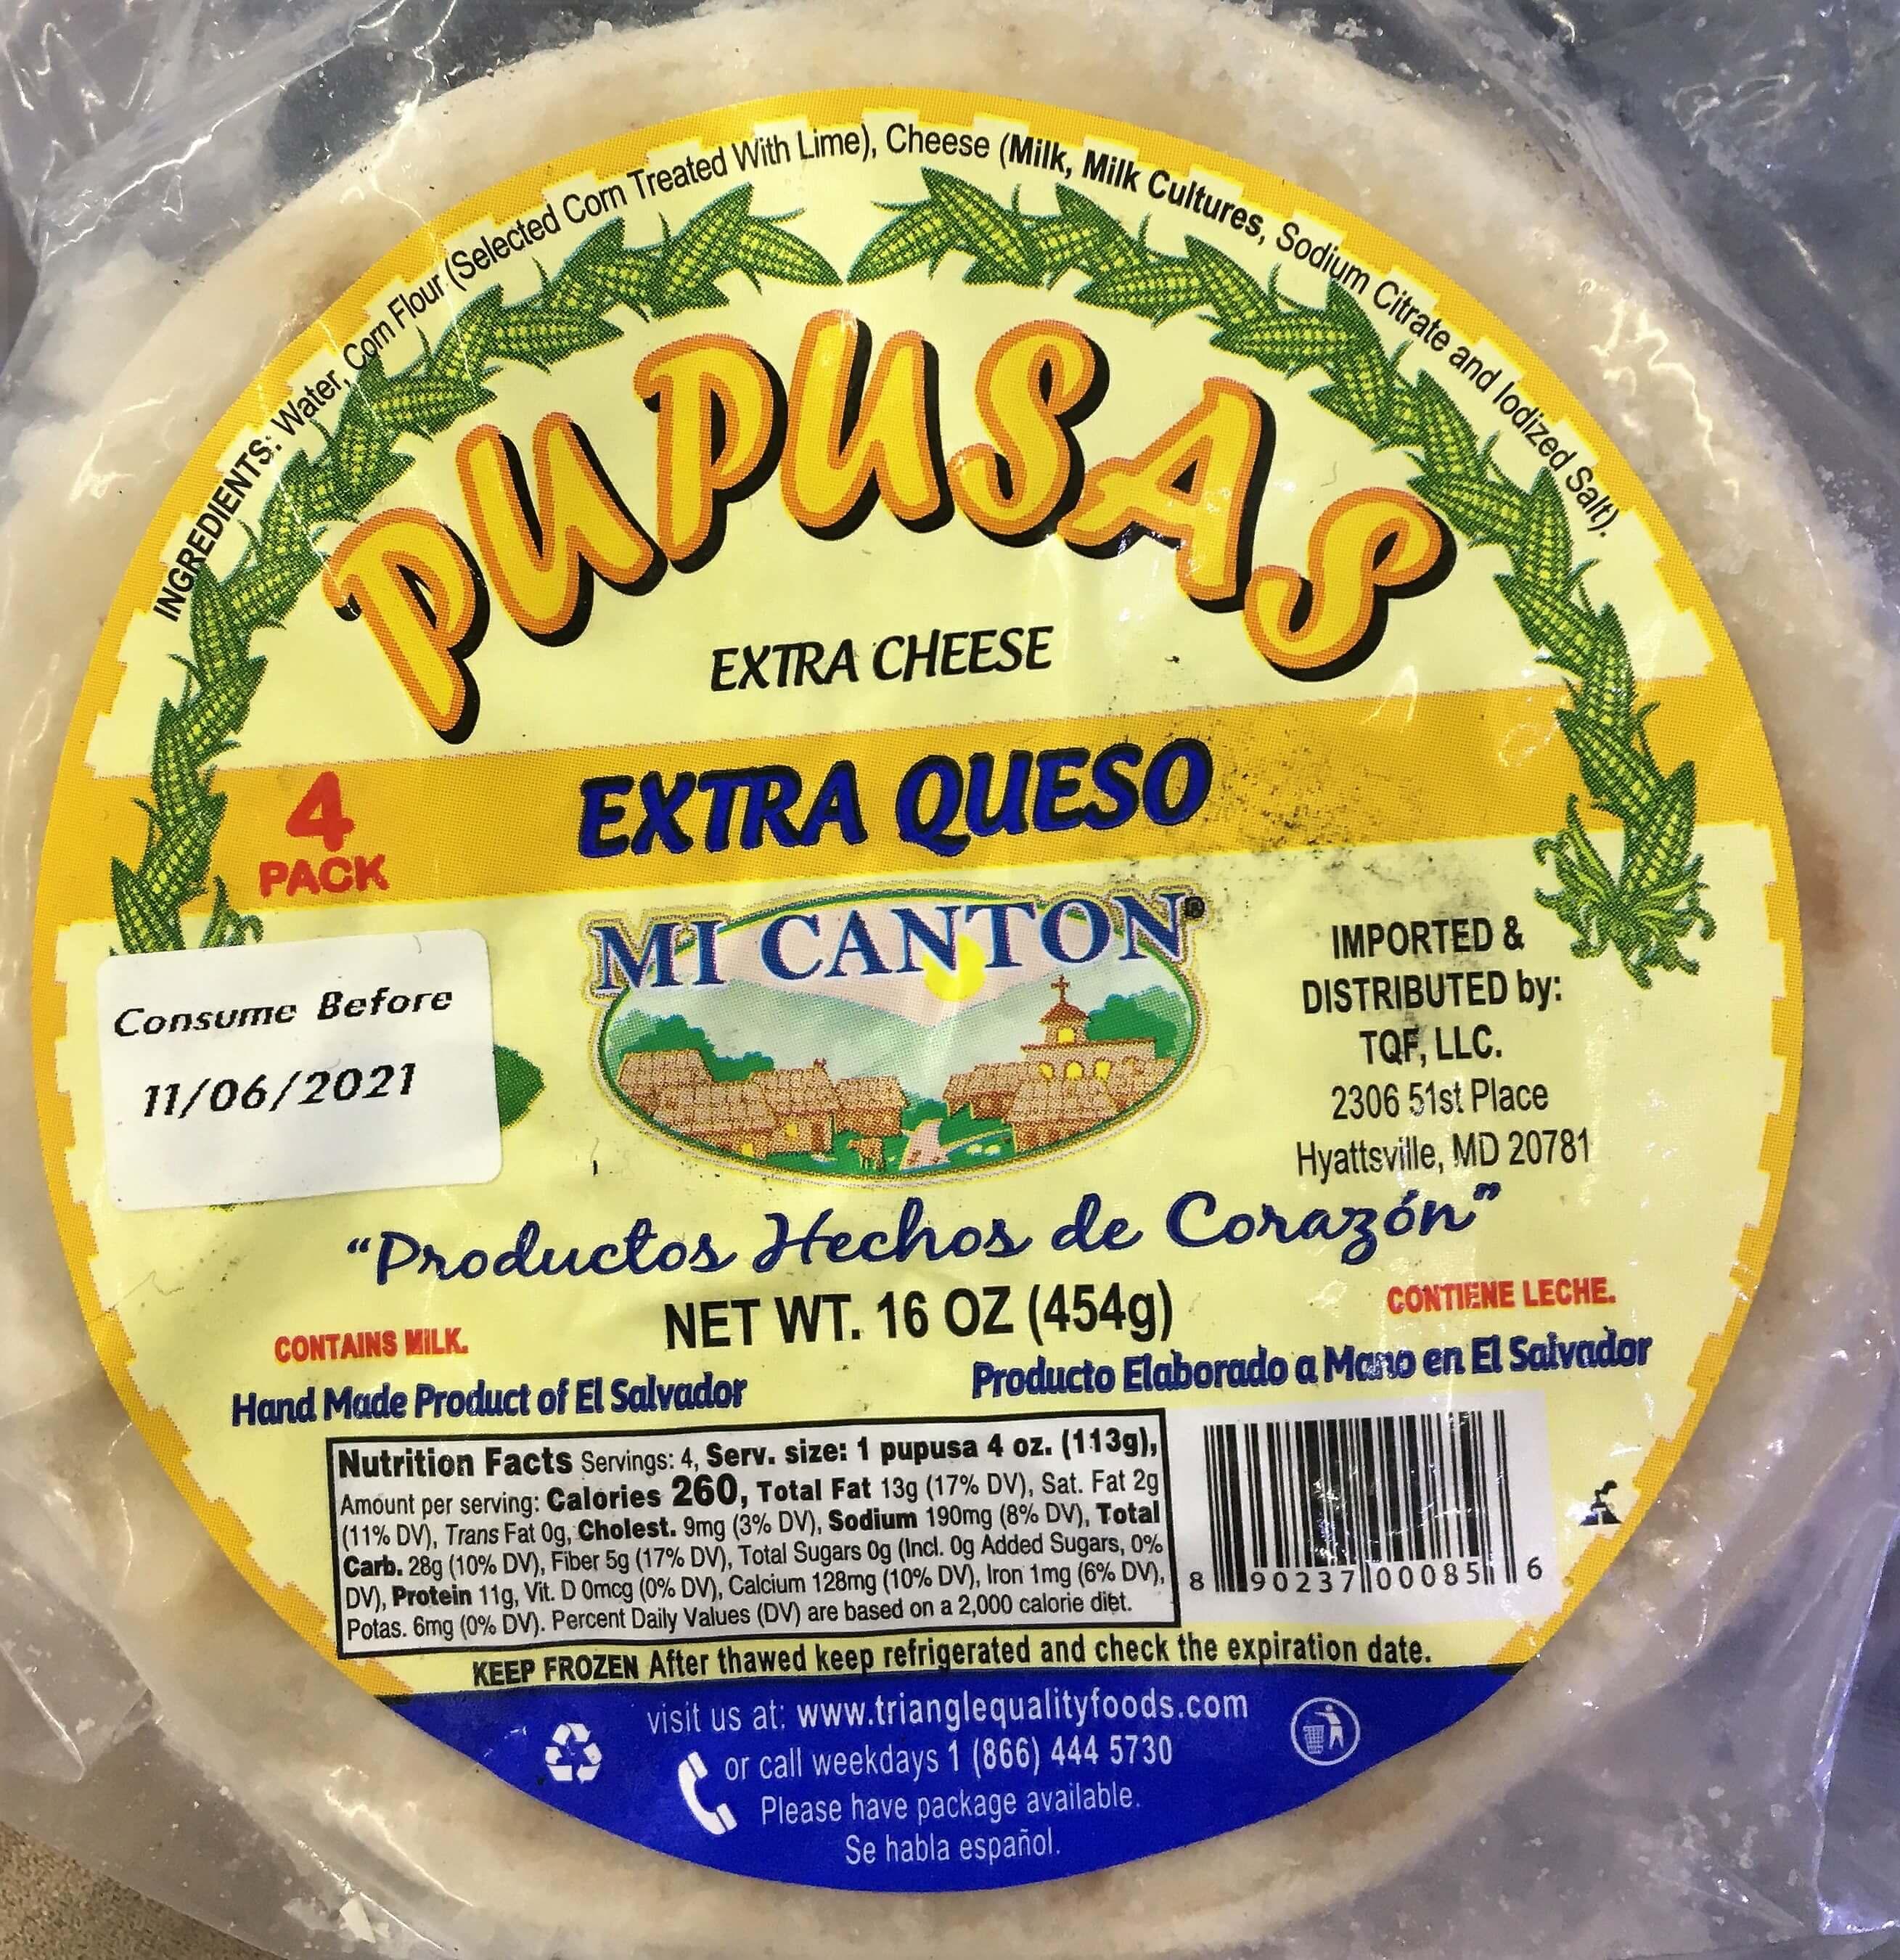 INGREDIENTS: Water, Corn Flour (Selected Corn Treated With Lime), Cheese (Milk, Milk Cultures, Sodium Citrate and Iodized Salt).
PUPUSAS
EXTRA CHEESE
EXTRA QUESO
4
PACK
MI CANTON®
Consume Before
11/06/2021
IMPORTED &
DISTRIBUTED by:
TQF, LLC.
2306 51st Place
Hyattsville, MD 20781
“Productos Hechos de Corazón”
NET WT. 16 OZ (454g)
CONTAINS MILK.
CONTIENE LECHE.
Hand Made Product of El Salvador
Producto Elaborado a Mano en El Salvador
Nutrition Facts Servings: 4, Serv. size: 1 pupusa 4 oz. (113g),
Amount per serving: Calories 260, Total Fat 13g (17% DV), Sat. Fat 2g
(11% DV), Trans Fat 0g, Cholest. 9mg (3% DV), Sodium 190mg (8% DV), Total
Carb. 28g (10% DV), Fiber 5g (17% DV), Total Sugars 0g (Incl. 0g Added Sugars, 0%
DV), Protein 11g, Vit. D 0mcg (0% DV), Calcium 128mg (10% DV), Iron 1mg (6% DV),
Potas. 6mg (0% DV). Percent Daily Values (DV) are based on a 2,000 calorie diet.
8 90237 00085 6
KEEP FROZEN After thawed keep refrigerated and check the expiration date.
visit us at: www.trianglequalityfoods.com
or call weekdays 1 (866) 444 5730
Please have package available.
Se habla español.